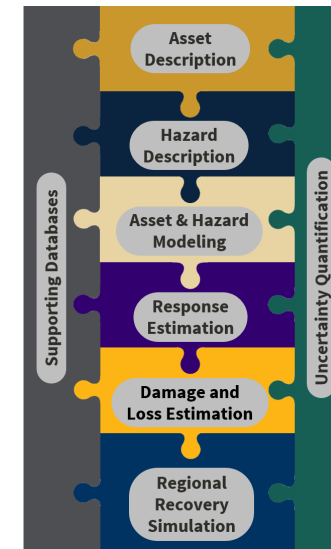 Asset
Description
Hazard
Description
Asset & Hazard
Modeling
Response
Estimation
Damage and
Loss Estimation
Regional
Recovery
Simulation
Supporting Databases
Uncertainty Quantification